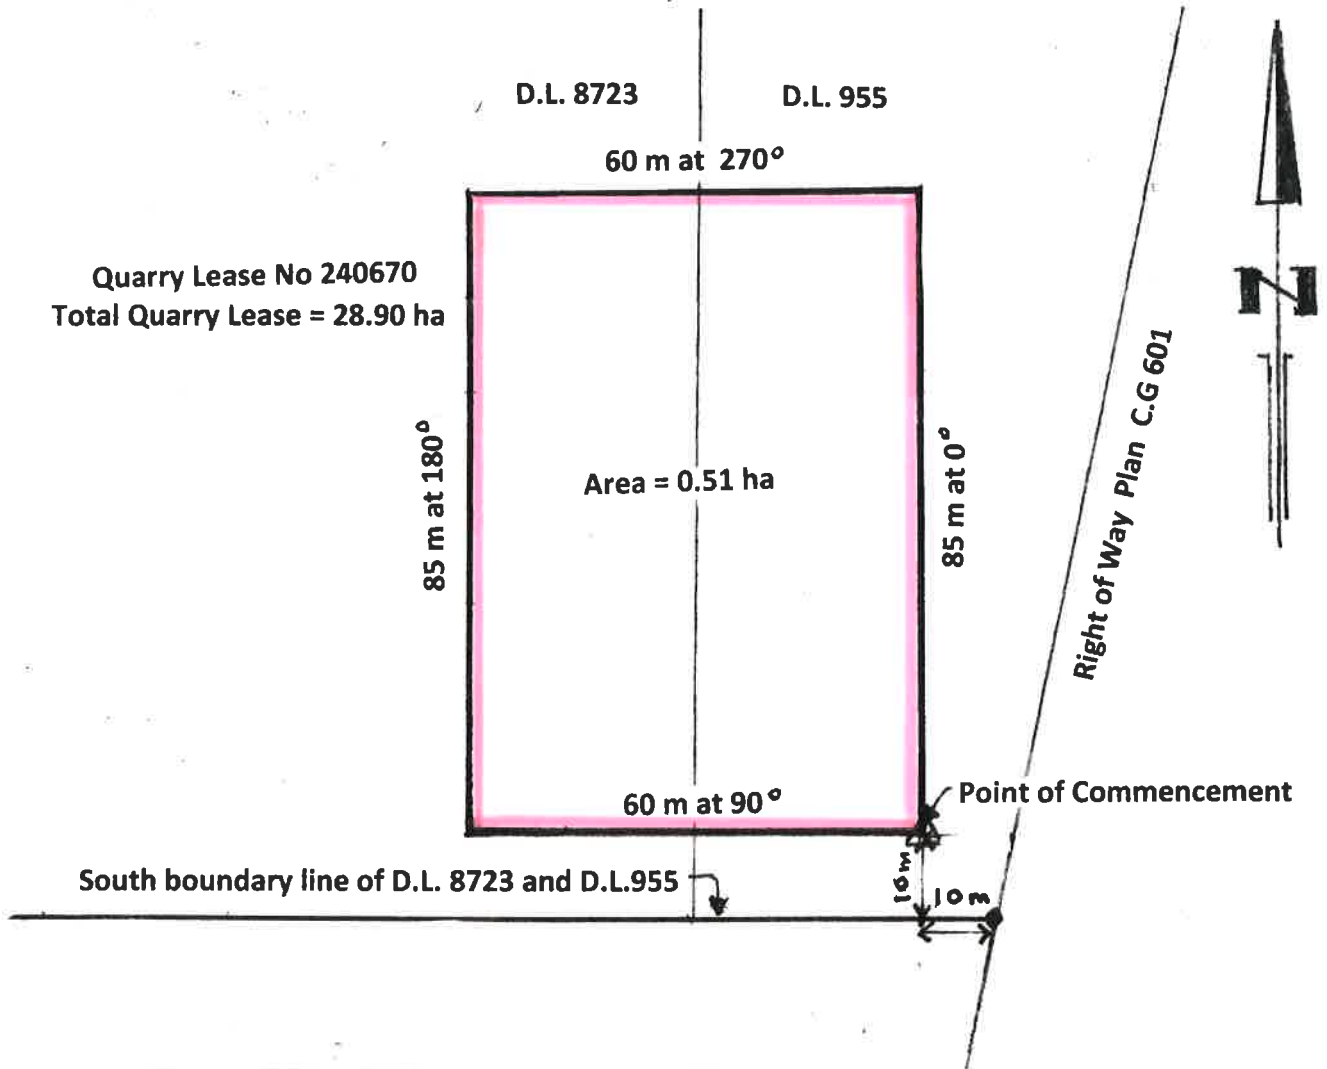 D.L. 8723
D.L. 955
60 m at 270°
Quarry Lease No 240670
Total Quarry Lease = 28.90 ha
N
85 m at 180°
Area = 0.51 ha
85 m at 0°
Right of Way Plan C.G 601
60 m at 90°
Point of Commencement
South boundary line of D.L. 8723 and D.L.955
10m
10m